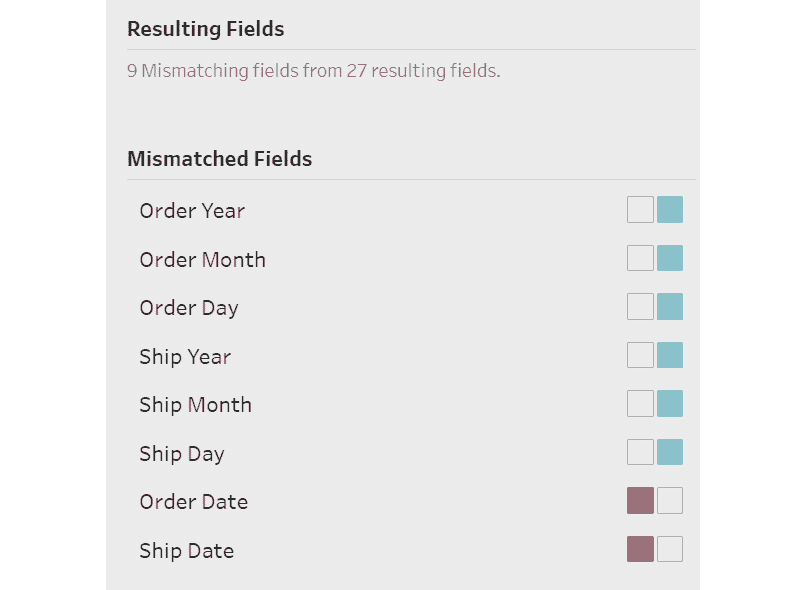 Resulting Fields
9 Mismatching fields from 27 resulting fields.
Mismatched Fields
Order Year
Order Month
Order Day
Ship Year
Ship Month
Ship Day
Order Date
Ship Date